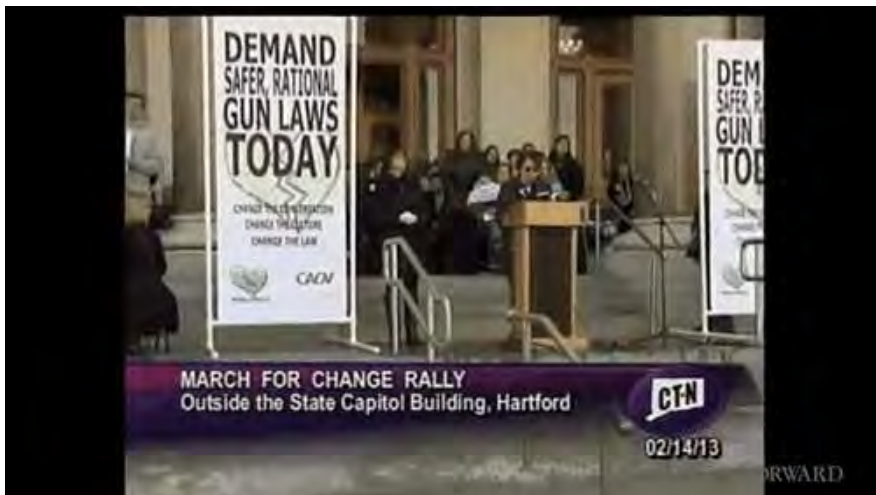 DEMAND
SAFER, RATIONAL
GUN LAWS
TODAY
CHANGE THE CONVERSATION
CHANGE THE CULTURE
CHANGE THE LAW
CAGV
DEM
SAFER, R
GUN L
TOD
MARCH FOR CHANGE RALLY
Outside the State Capitol Building, Hartford
CT-N
02/14/13
RWARD